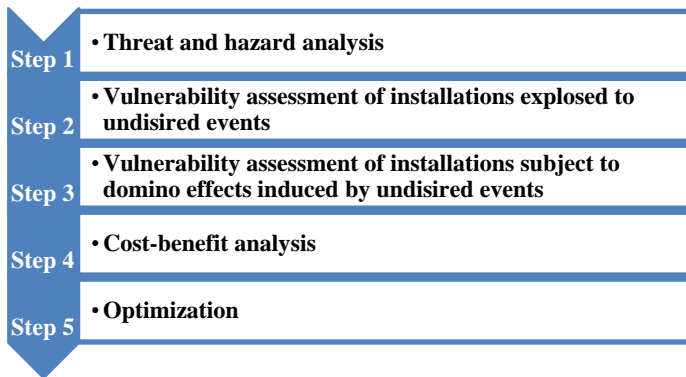 Step 1
• Threat and hazard analysis
Step 2
• Vulnerability assessment of installations explosed to
undisired events
Step 3
• Vulnerability assessment of installations subject to
domino effects induced by undisired events
Step 4
• Cost-benefit analysis
Step 5
• Optimization